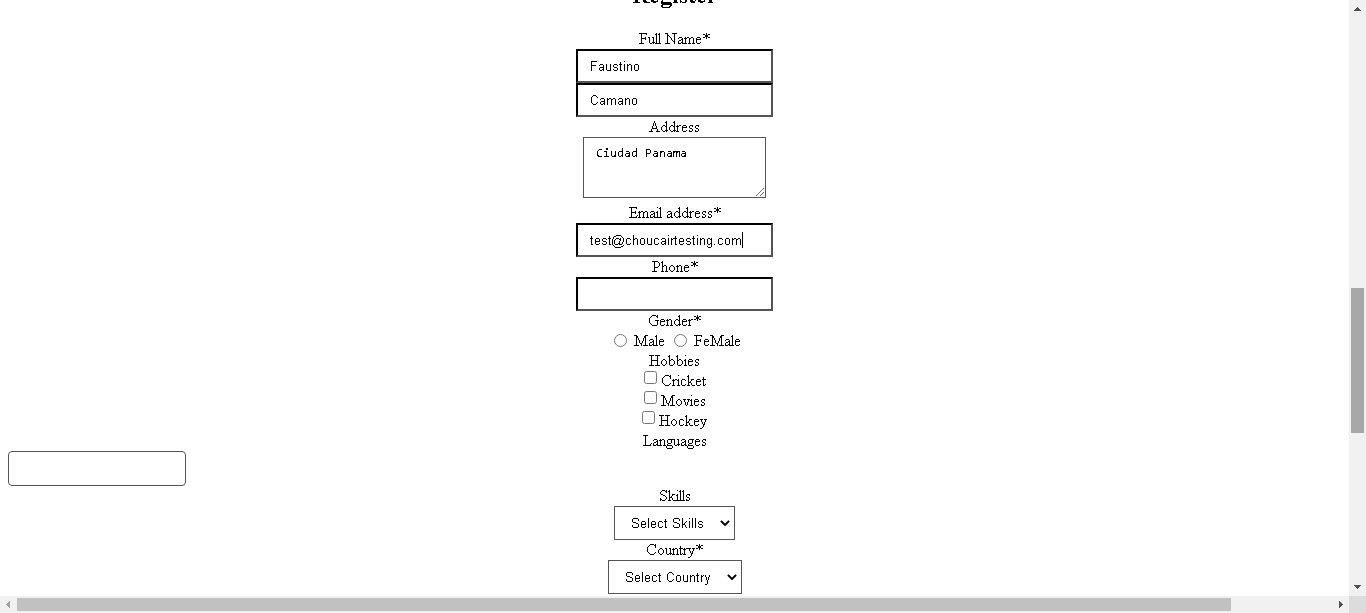 Register
Full Name*
Faustino
Camano
Address
Ciudad Panama
Email address*
test@choucairtesting.com
Phone*
Gender*
Male FeMale
Hobbies
Cricket
Movies
Hockey
Languages
Skills
Select Skills
Country*
Select Country